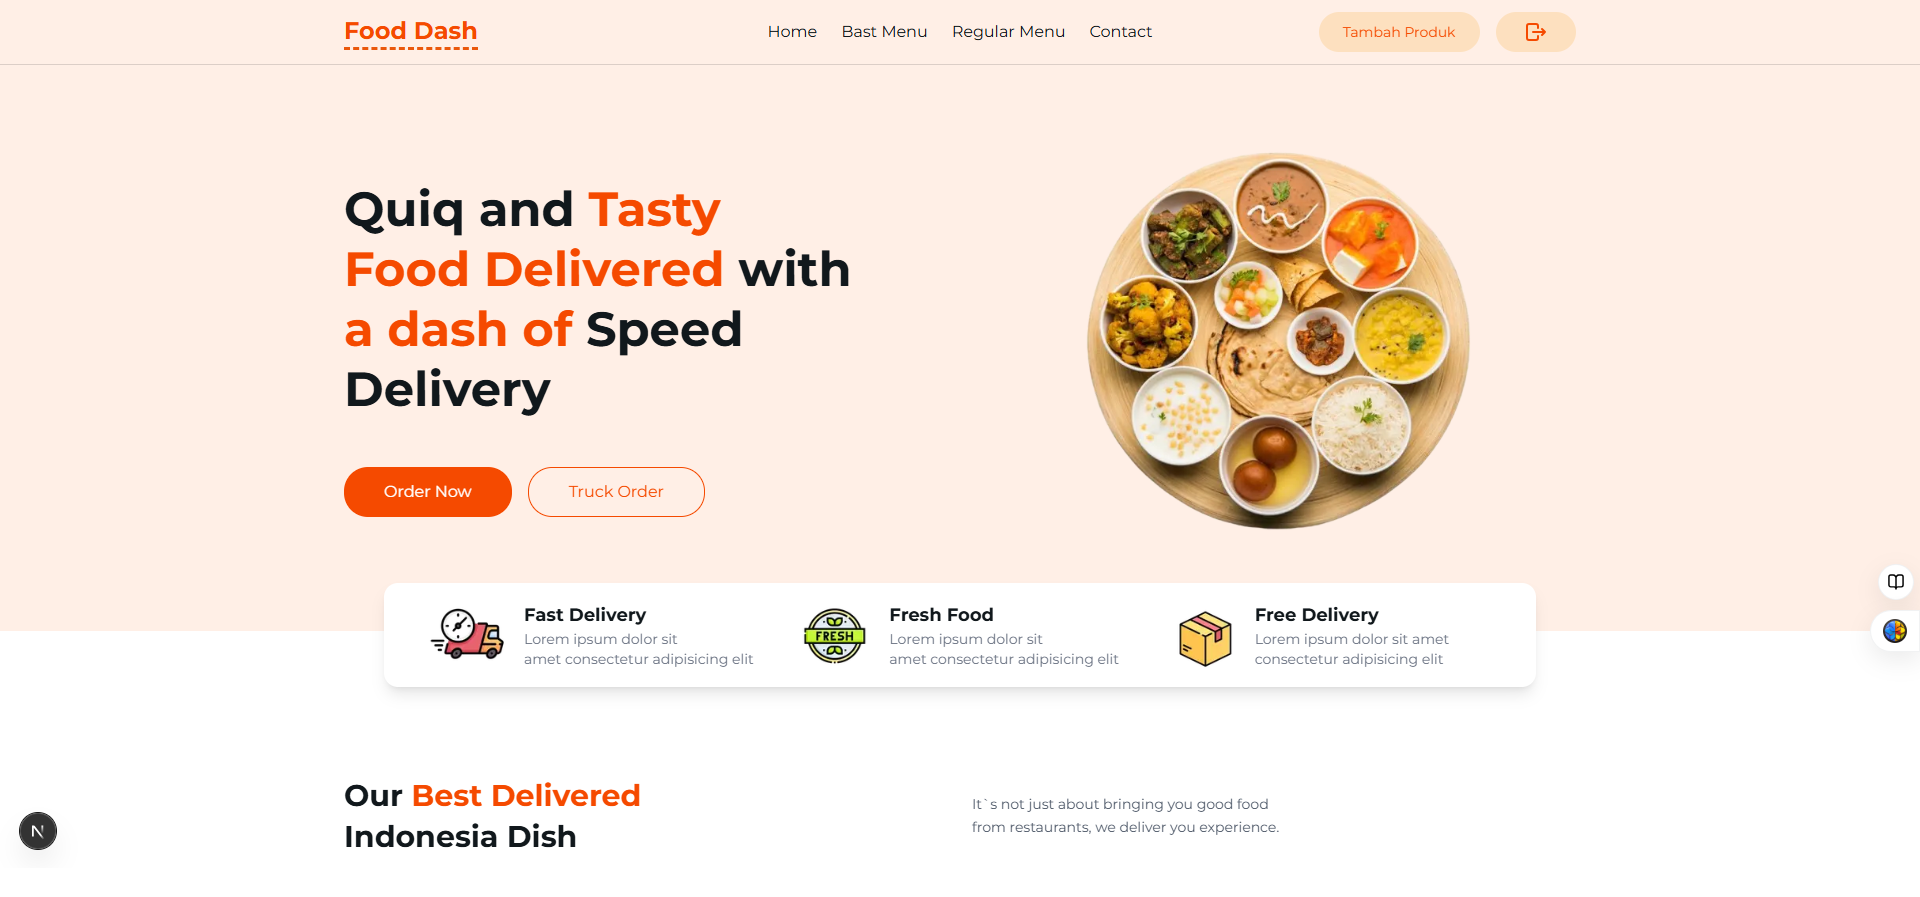 Food Dash
Home
Bast Menu
Regular Menu
Contact
Tambah Produk
Quiq and Tasty
Food Delivered with
a dash of Speed
Delivery
Order Now
Truck Order
Fast Delivery
Lorem ipsum dolor sit
amet consectetur adipisicing elit
FRESH
Fresh Food
Lorem ipsum dolor sit
amet consectetur adipisicing elit
Free Delivery
Lorem ipsum dolor sit amet
consectetur adipisicing elit
Our Best Delivered
Indonesia Dish
It`s not just about bringing you good food
from restaurants, we deliver you experience.
N